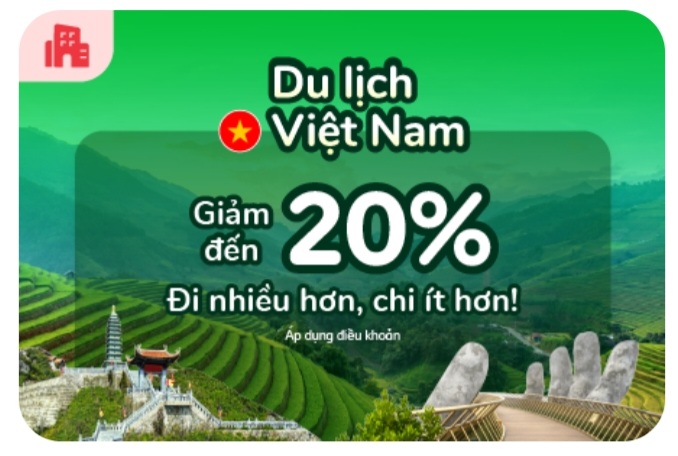 Du lịch
Việt Nam
Giảm
đến
20%
Đi nhiều hơn, chi ít hơn!
Áp dụng điều khoản